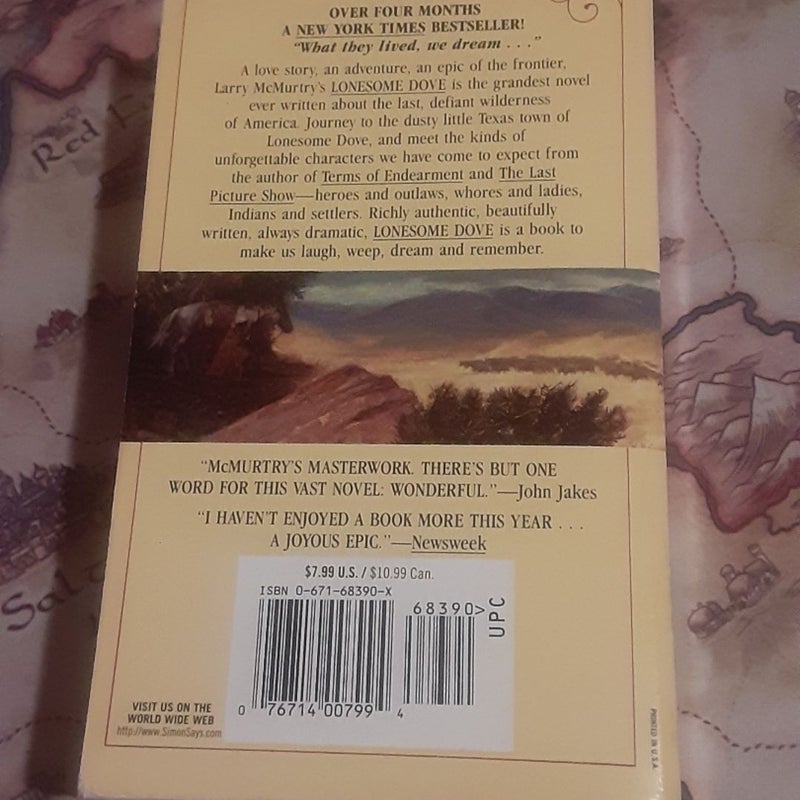 OVER FOUR MONTHS
A NEW YORK TIMES BESTSELLER!
"What they lived, we dream . . ."
A love story, an adventure, an epic of the frontier,
Larry McMurtry's LONESOME DOVE is the grandest novel
ever written about the last, defiant wilderness
of America. Journey to the dusty little Texas town of
Lonesome Dove, and meet the kinds of
unforgettable characters we have come to expect from
the author of Terms of Endearment and The Last
Picture Show—heroes and outlaws, whores and ladies,
Indians and settlers. Richly authentic, beautifully
written, always dramatic, LONESOME DOVE is a book to
make us laugh, weep, dream and remember.
"McMURTRY'S MASTERWORK. THERE'S BUT ONE
WORD FOR THIS VAST NOVEL: WONDERFUL."—John Jakes
"I HAVEN'T ENJOYED A BOOK MORE THIS YEAR . . .
A JOYOUS EPIC."—Newsweek
$7.99 U.S. / $10.99 Can.
ISBN 0-671-68390-X
68390>
UPC
0 76714 00799 4
VISIT US ON THE
WORLD WIDE WEB
http://www.SimonSays.com
PRINTED IN U.S.A.
Red
Salt